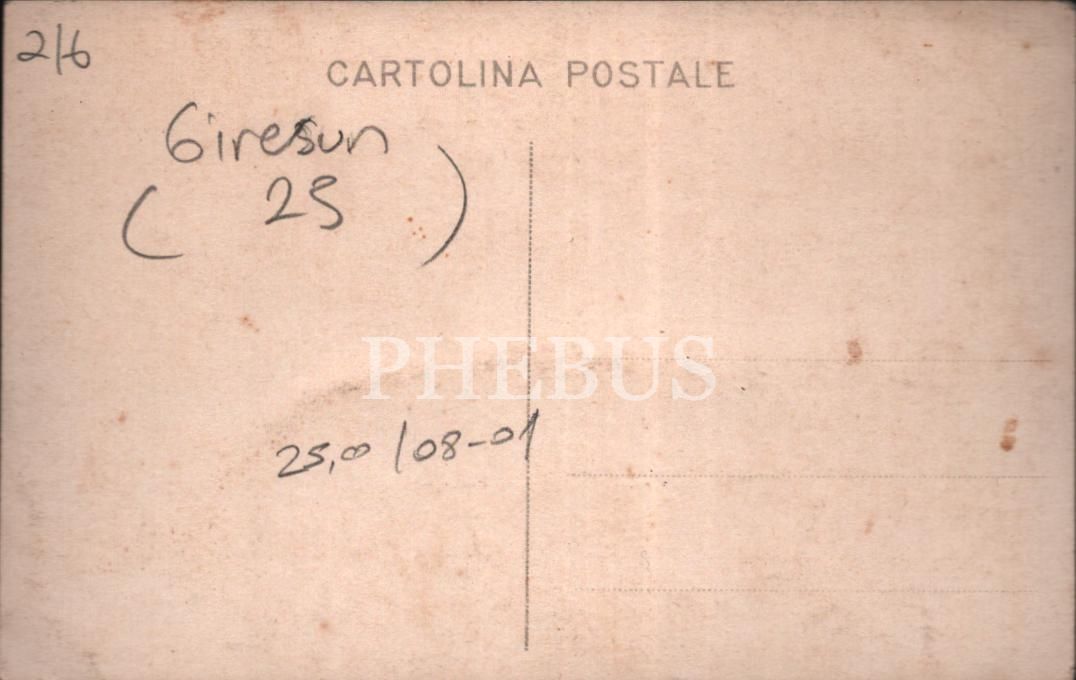 2/6
CARTOLINA POSTALE
Giresun
( 25 )
PHEBUS
25,00 / 08-01